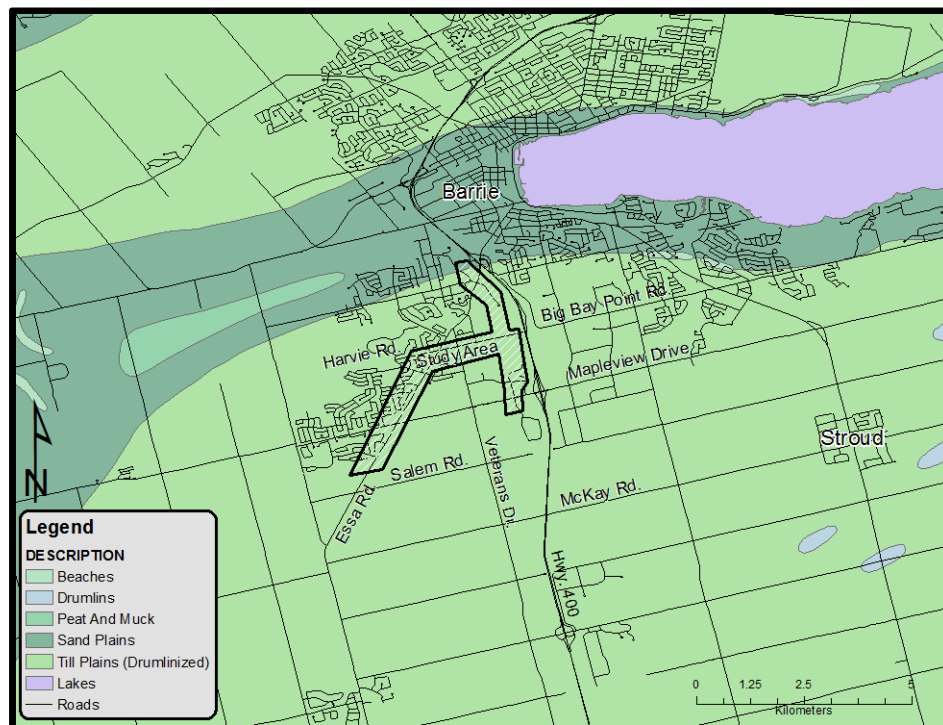 Barrie
Big Bay Point Rd.
Harvie Rd.
Study Area
Mapleview Drive
Stroud
Salem Rd.
Veterans Dr.
McKay Rd.
Essa Rd.
Hwy. 400
N
Legend
DESCRIPTION
Beaches
Drumlins
Peat And Muck
Sand Plains
Till Plains (Drumlinized)
Lakes
Roads
0 1.25 2.5 5
Kilometers